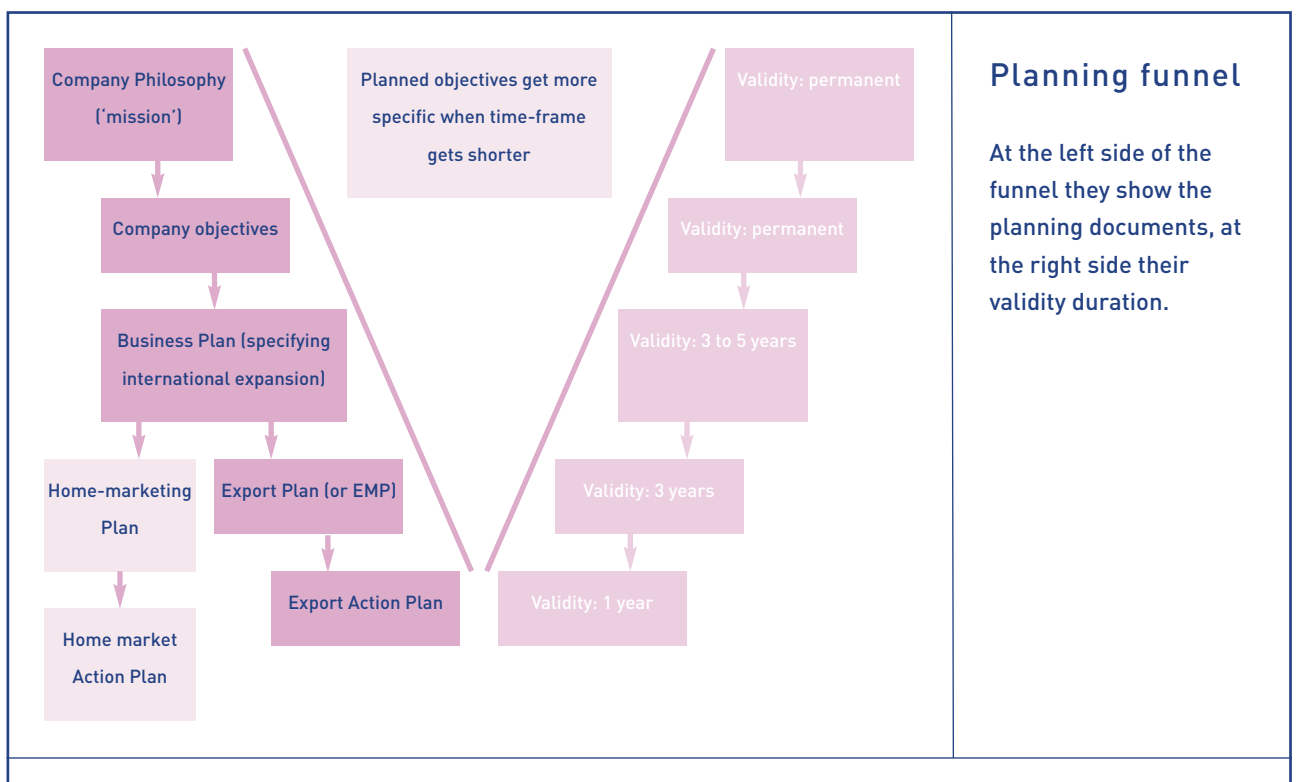 Company Philosophy
(‘mission’)
Company objectives
Business Plan (specifying
international expansion)
Home-marketing
Plan
Export Plan (or EMP)
Home market
Action Plan
Export Action Plan
Planned objectives get more
specific when time-frame
gets shorter
Validity: permanent
Validity: permanent
Validity: 3 to 5 years
Validity: 3 years
Validity: 1 year
Planning funnel
At the left side of the
funnel they show the
planning documents, at
the right side their
validity duration.